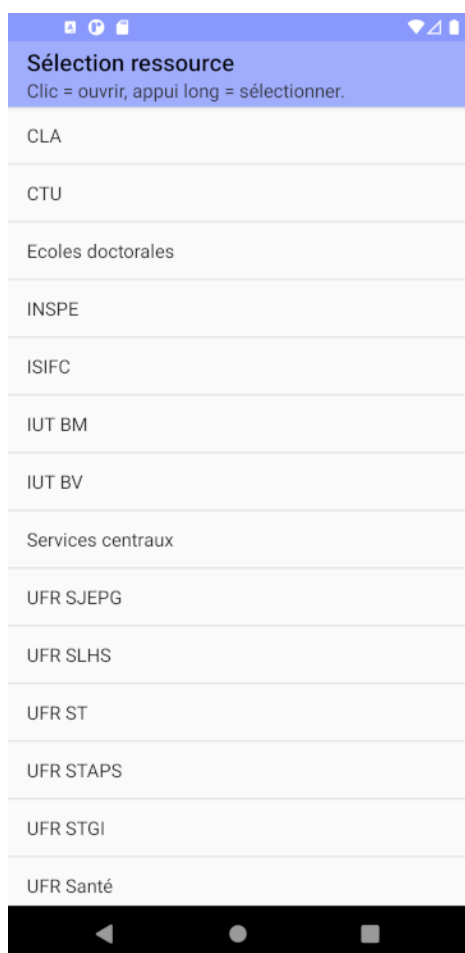 Sélection ressource
Clic = ouvrir, appui long = sélectionner.
CLA
CTU
Ecoles doctorales
INSPE
ISIFC
IUT BM
IUT BV
Services centraux
UFR SJEPG
UFR SLHS
UFR ST
UFR STAPS
UFR STGI
UFR Santé